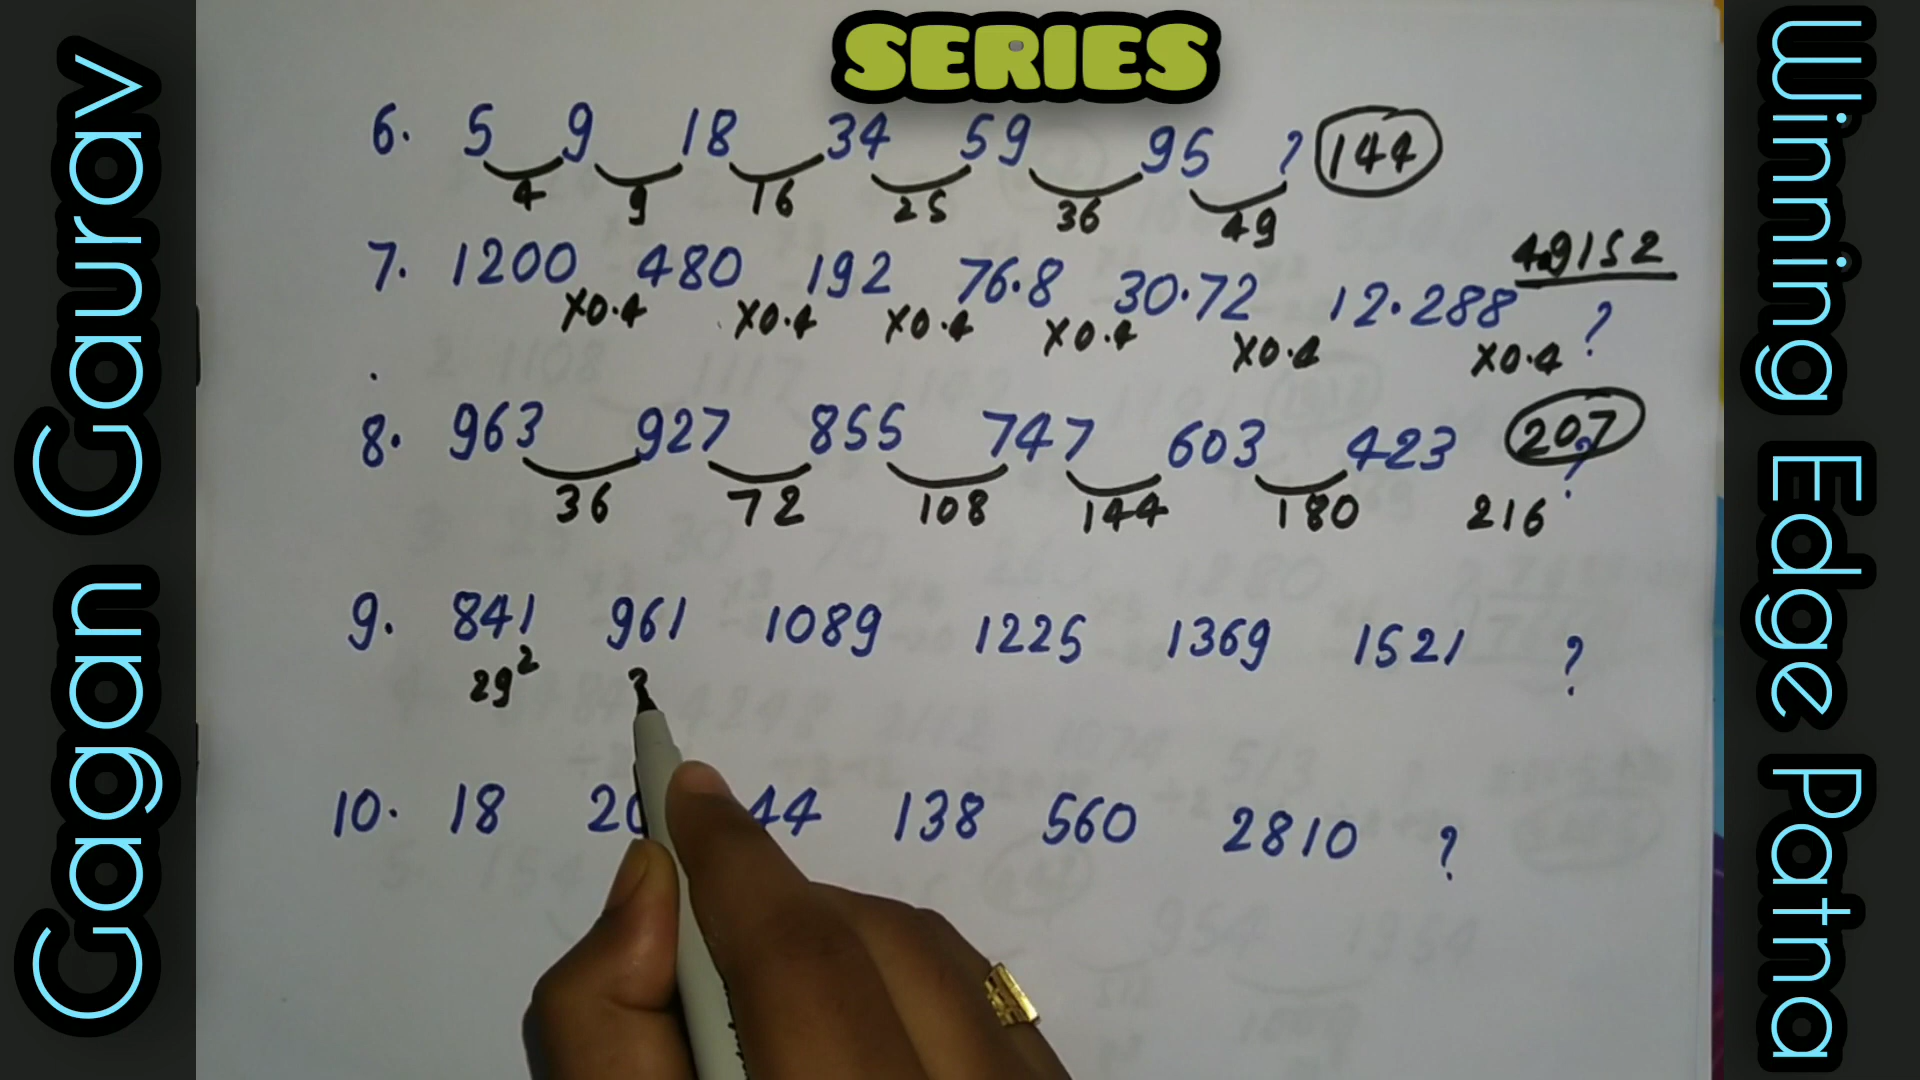 SERIES
Gagan Gaurav
Winning Edge Patna
6. 5 9 18 34 59 95 ? 144
4 9 16 25 36 49
4.9152
7. 1200 480 192 76.8 30.72 12.288 ?
X0.4 X0.4 X0.4 X0.4 X0.4 X0.4
8. 963 927 855 747 603 423 207 ?
36 72 108 144 180 216
9. 841 961 1089 1225 1369 1521 ?
29²
10. 18 20 44 138 560 2810 ?